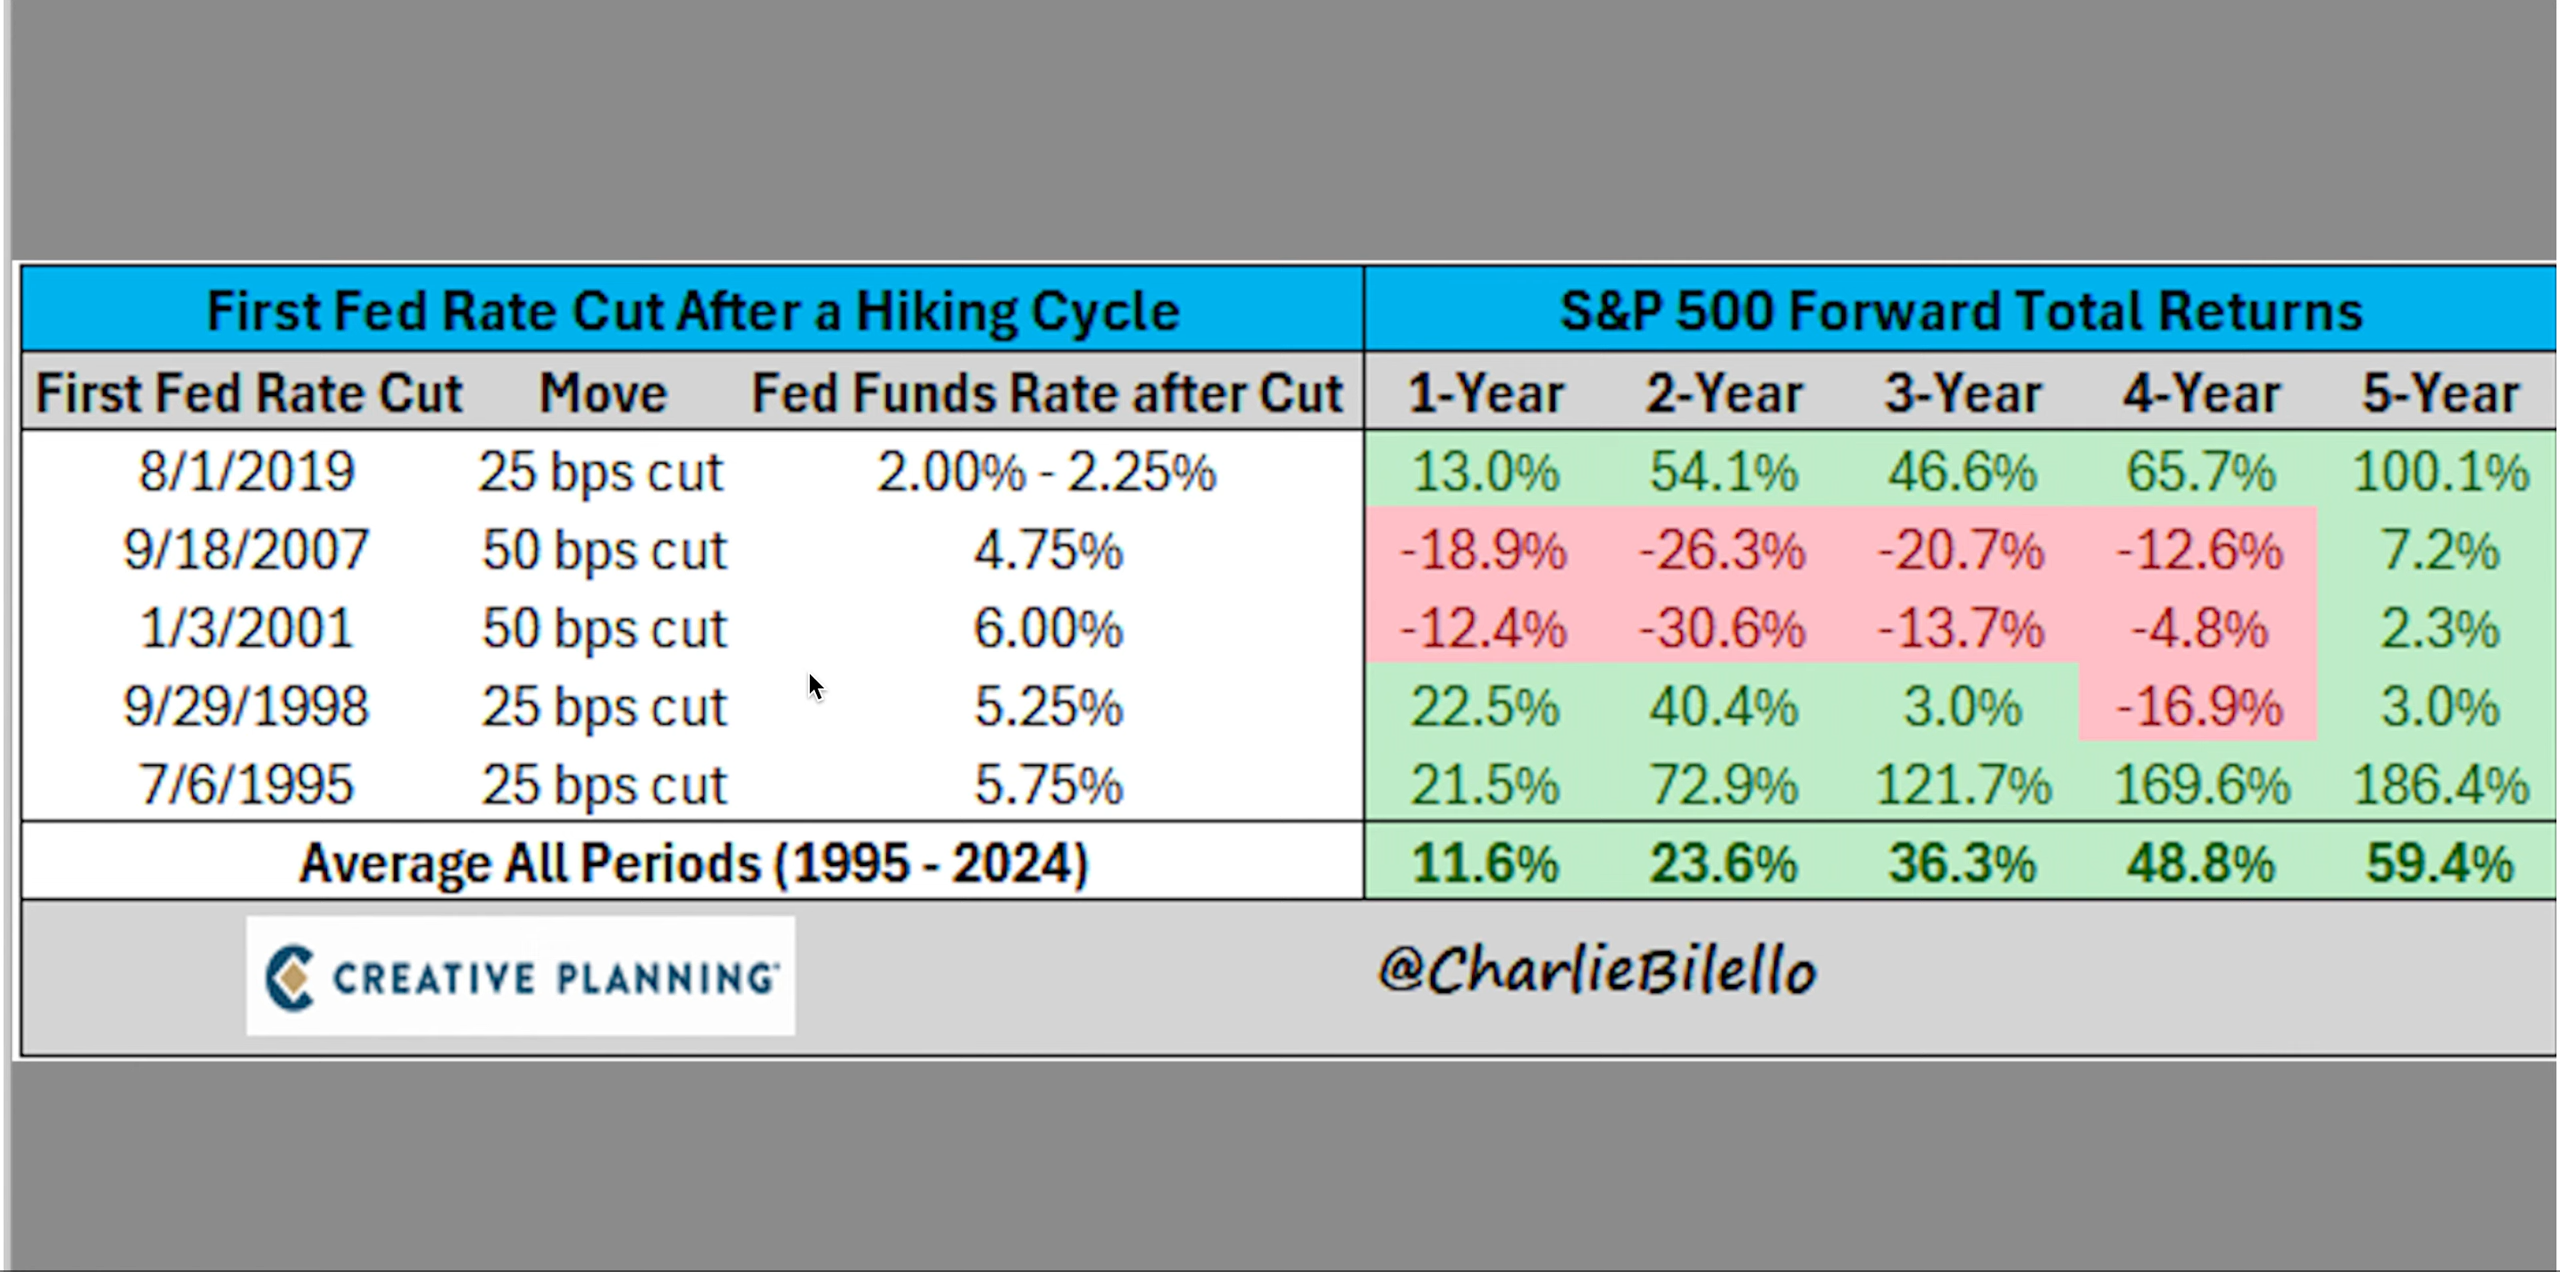 First Fed Rate Cut After a Hiking Cycle S&P 500 Forward Total Returns
First Fed Rate Cut Move Fed Funds Rate after Cut 1-Year 2-Year 3-Year 4-Year 5-Year
8/1/2019 25 bps cut 2.00% - 2.25% 13.0% 54.1% 46.6% 65.7% 100.1%
9/18/2007 50 bps cut 4.75% -18.9% -26.3% -20.7% -12.6% 7.2%
1/3/2001 50 bps cut 6.00% -12.4% -30.6% -13.7% -4.8% 2.3%
9/29/1998 25 bps cut 5.25% 22.5% 40.4% 3.0% -16.9% 3.0%
7/6/1995 25 bps cut 5.75% 21.5% 72.9% 121.7% 169.6% 186.4%
Average All Periods (1995 - 2024) 11.6% 23.6% 36.3% 48.8% 59.4%
CREATIVE PLANNING @CharlieBilello